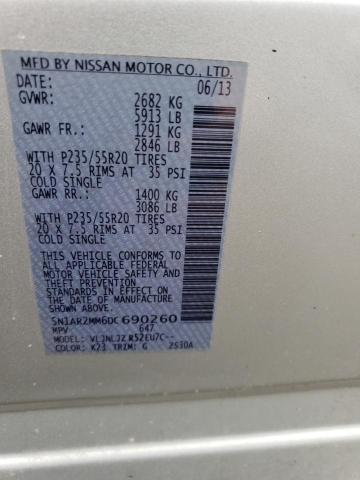 MFD BY NISSAN MOTOR CO., LTD.
DATE: 06/13
GVWR: 2682 KG
5913 LB
GAWR FR.: 1291 KG
2846 LB
WITH P235/55R20 TIRES
20 X 7.5 RIMS AT 35 PSI
COLD SINGLE
GAWR RR.: 1400 KG
3086 LB
WITH P235/55R20 TIRES
20 X 7.5 RIMS AT 35 PSI
COLD SINGLE
THIS VEHICLE CONFORMS TO
ALL APPLICABLE FEDERAL
MOTOR VEHICLE SAFETY AND
THEFT PREVENTION
STANDARDS IN EFFECT ON
THE DATE OF MANUFACTURE
SHOWN ABOVE.
5N1AR2MM6DC690260
MPV 647
MODEL: VLJNLJZ R52EU7C--
COLOR: K23 TRIM: G 2530A